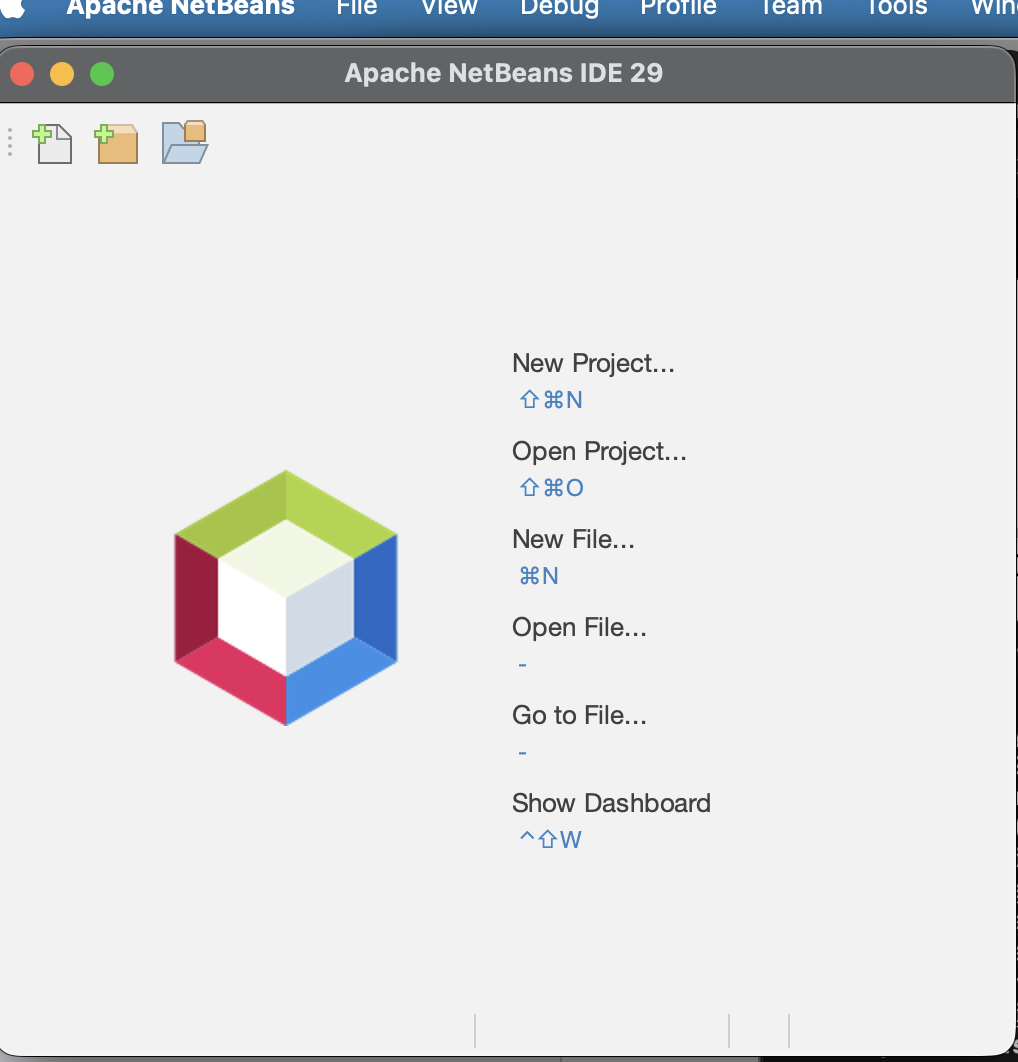 Apache NetBeans File View Debug Profile Team Tools
Apache NetBeans IDE 29
New Project...
⇧⌘N
Open Project...
⇧⌘O
New File...
⌘N
Open File...
-
Go to File...
-
Show Dashboard
^⇧W